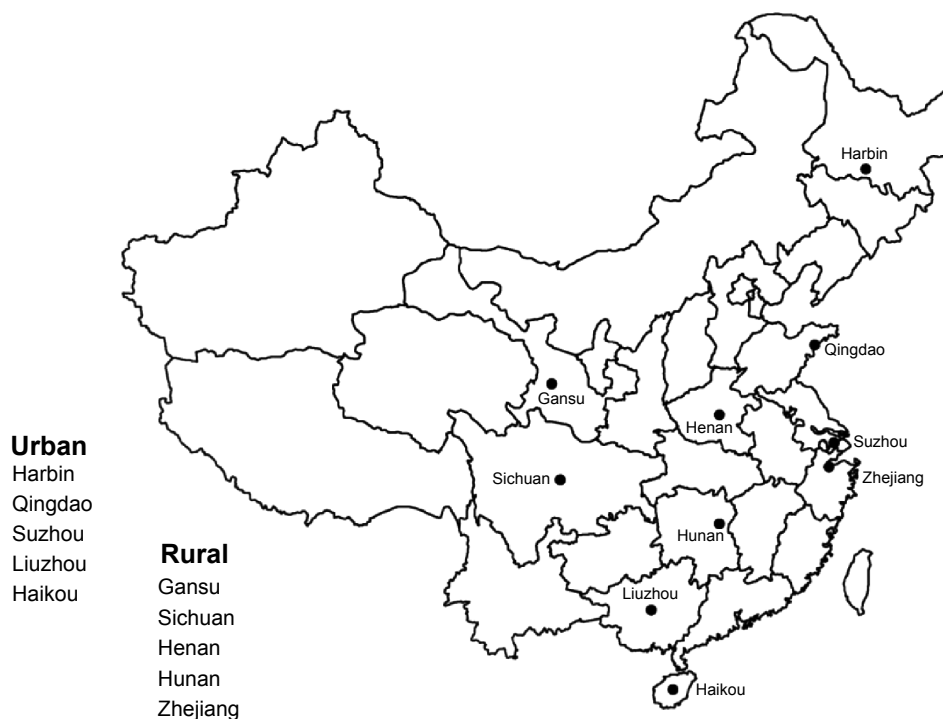 Harbin
Qingdao
Gansu
Henan
Suzhou
Zhejiang
Sichuan
Hunan
Liuzhou
Haikou
Urban
Harbin
Qingdao
Suzhou
Liuzhou
Haikou
Rural
Gansu
Sichuan
Henan
Hunan
Zhejiang